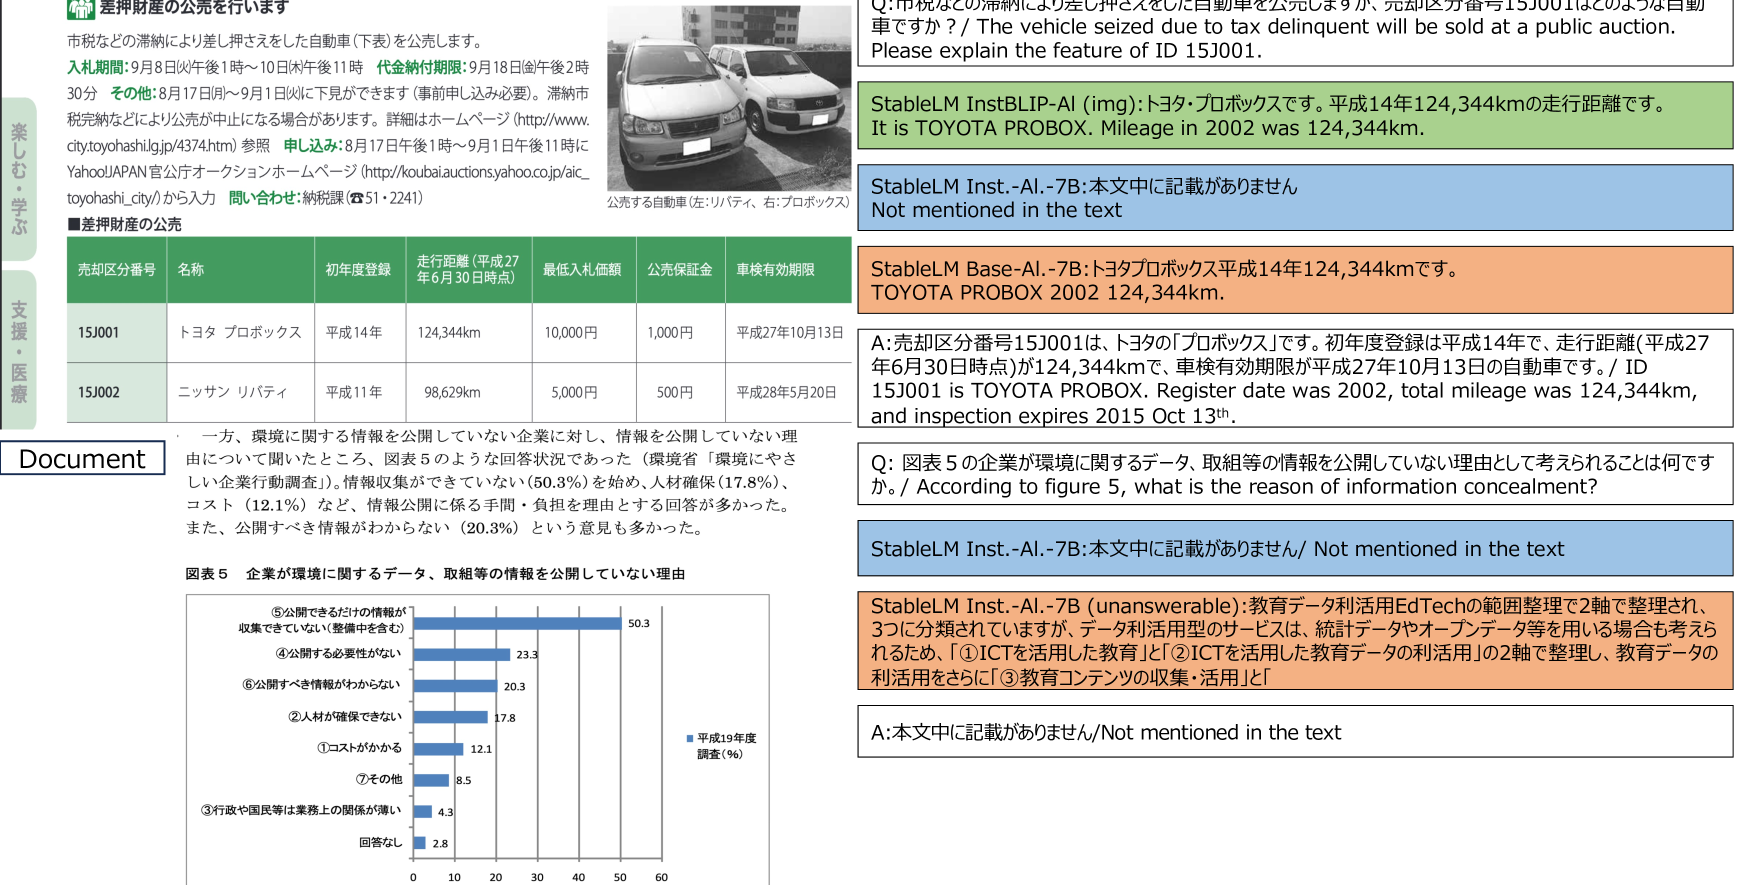 差押財産の公売を行います
市税などの滞納により差し押さえをした自動車(下表)を公売します。
入札期間:9月8日㈫午後1時〜10日㈭午後11時 代金納付期限:9月18日㈮午後2時
30分 その他:8月17日㈪〜9月1日㈫に下見ができます(事前申し込み必要)。滞納市
税完納などにより公売が中止になる場合があります。詳細はホームページ(http://www.
city.toyohashi.lg.jp/4374.htm)参照 申し込み:8月17日午後1時〜9月1日午後11時に
Yahoo!JAPAN官公庁オークションホームページ(http://koubai.auctions.yahoo.co.jp/aic_
toyohashi_city/)から入力 問い合わせ:納税課(☎51・2241)
公売する自動車(左:リバティ、右:プロボックス)
楽しむ・学ぶ
支援・医療
■差押財産の公売
売却区分番号 名称 初年度登録 走行距離(平成27 最低入札価額 公売保証金 車検有効期限
年6月30日時点)
15J001 トヨタ プロボックス 平成14年 124,344km 10,000円 1,000円 平成27年10月13日
15J002 ニッサン リバティ 平成11年 98,629km 5,000円 500円 平成28年5月20日
Document
一方、環境に関する情報を公開していない企業に対し、情報を公開していない理
由について聞いたところ、図表5のような回答状況であった(環境省「環境にやさ
しい企業行動調査」)。情報収集ができていない(50.3%)を始め、人材確保(17.8%)、
コスト(12.1%)など、情報公開に係る手間・負担を理由とする回答が多かった。
また、公開すべき情報がわからない(20.3%)という意見も多かった。
図表5 企業が環境に関するデータ、取組等の情報を公開していない理由
⑤公開できるだけの情報が
収集できていない(整備中を含む) 50.3
④公開する必要性がない 23.3
⑥公開すべき情報がわからない 20.3
②人材が確保できない 17.8
①コストがかかる 12.1
⑦その他 8.5
③行政や国民等は業務上の関係が薄い 4.3
回答なし 2.8
0 10 20 30 40 50 60
平成19年度
調査(%)
Q:市税などの滞納により差し押さえをした自動車を公売しますが、売却区分番号15J001はどのような自動
車ですか?/ The vehicle seized due to tax delinquent will be sold at a public auction.
Please explain the feature of ID 15J001.
StableLM InstBLIP-Al (img):トヨタ・プロボックスです。平成14年124,344kmの走行距離です。
It is TOYOTA PROBOX. Mileage in 2002 was 124,344km.
StableLM Inst.-Al.-7B:本文中に記載がありません
Not mentioned in the text
StableLM Base-Al.-7B:トヨタプロボックス平成14年124,344kmです。
TOYOTA PROBOX 2002 124,344km.
A:売却区分番号15J001は、トヨタの「プロボックス」です。初年度登録は平成14年で、走行距離(平成27
年6月30日時点)が124,344kmで、車検有効期限が平成27年10月13日の自動車です。/ ID
15J001 is TOYOTA PROBOX. Register date was 2002, total mileage was 124,344km,
and inspection expires 2015 Oct 13th.
Q: 図表5の企業が環境に関するデータ、取組等の情報を公開していない理由として考えられることは何です
か。/ According to figure 5, what is the reason of information concealment?
StableLM Inst.-Al.-7B:本文中に記載がありません/ Not mentioned in the text
StableLM Inst.-Al.-7B (unanswerable):教育データ利活用EdTechの範囲整理で2軸で整理され、
3つに分類されていますが、データ利活用型のサービスは、統計データやオープンデータ等を用いる場合も考えら
れるため、「①ICTを活用した教育」と「②ICTを活用した教育データの利活用」の2軸で整理し、教育データの
利活用をさらに「③教育コンテンツの収集・活用」と「
A:本文中に記載がありません/Not mentioned in the text